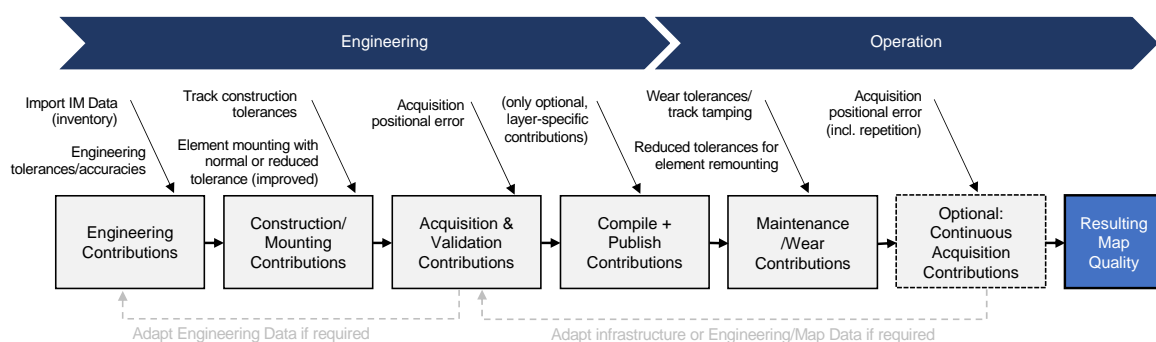 Engineering
Operation
Import IM Data
(inventory)
Engineering
tolerances/accuracies
Track construction
tolerances
Element mounting with
normal or reduced
tolerance (improved)
Acquisition
positional error
(only optional,
layer-specific
contributions)
Wear tolerances/
track tamping
Reduced tolerances for
element remounting
Acquisition
positional error
(incl. repetition)
Engineering
Contributions
Construction/
Mounting
Contributions
Acquisition &
Validation
Contributions
Compile +
Publish
Contributions
Maintenance
/Wear
Contributions
Optional:
Continuous
Acquisition
Contributions
Resulting
Map
Quality
Adapt Engineering Data if required
Adapt infrastructure or Engineering/Map Data if required